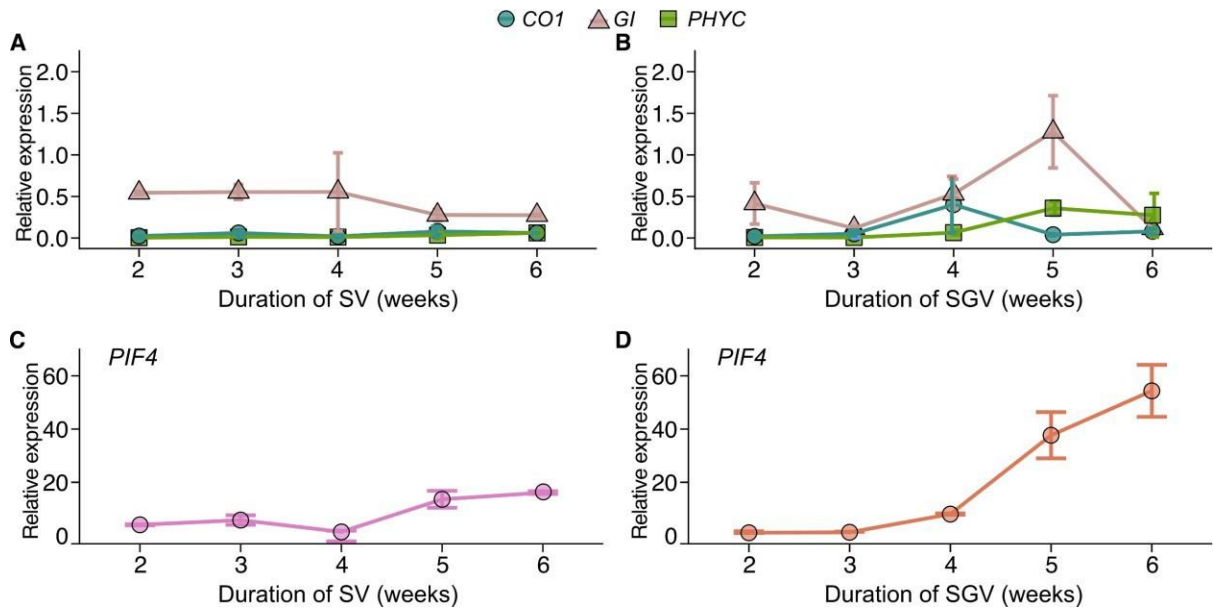 CO1 GI PHYC
A
B
Relative expression
2.0
1.5
1.0
0.5
0.0
2 3 4 5 6
Duration of SV (weeks)
Relative expression
2.0
1.5
1.0
0.5
0.0
2 3 4 5 6
Duration of SGV (weeks)
C
PIF4
Relative expression
60
40
20
0
2 3 4 5 6
Duration of SV (weeks)
D
PIF4
Relative expression
60
40
20
0
2 3 4 5 6
Duration of SGV (weeks)